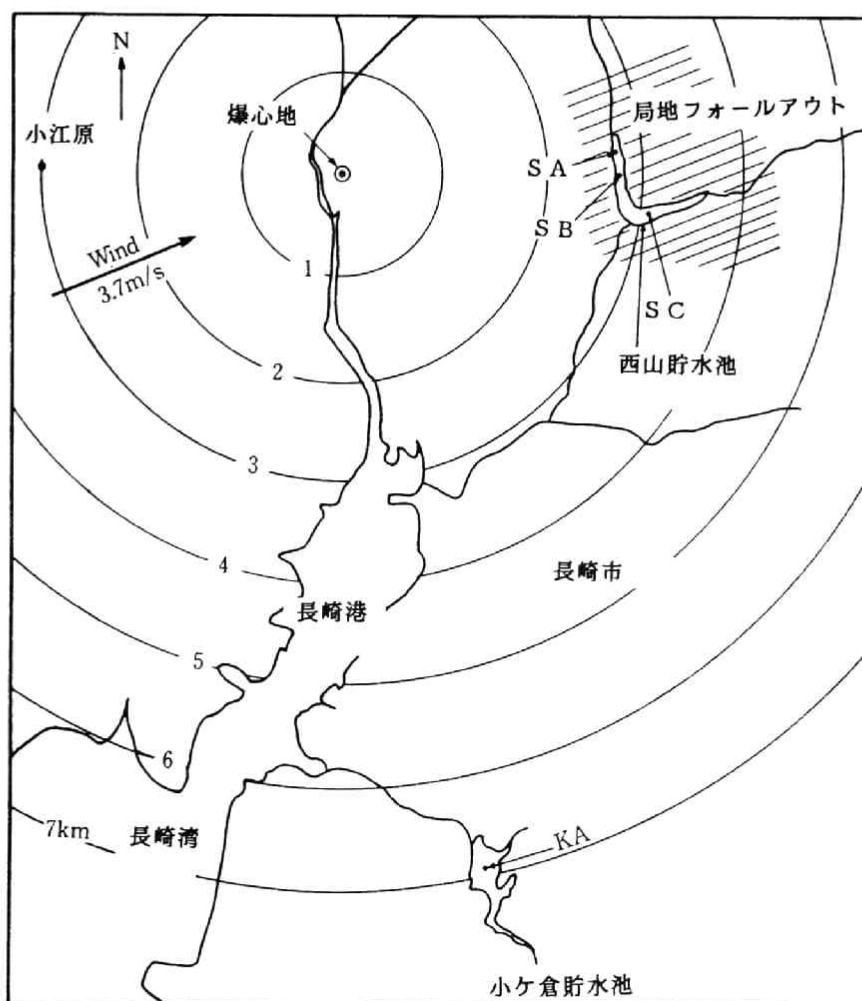 N
小江原
爆心地
局地フォールアウト
SA
SB
Wind
3.7m/s
1
SC
西山貯水池
2
3
4
長崎市
長崎港
5
6
7km
長崎湾
KA
小ケ倉貯水池